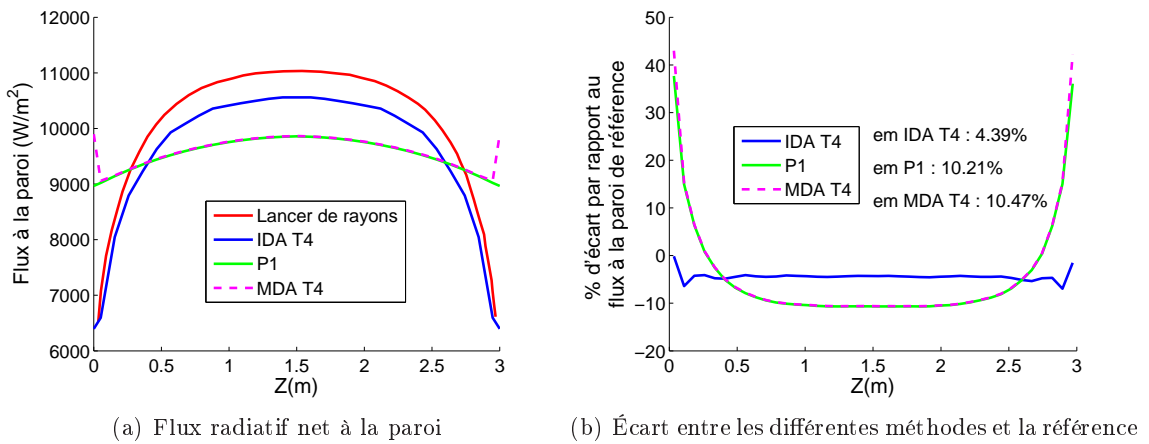 12000
11000
10000
9000
8000
7000
6000
Flux à la paroi (W/m²)
Lancer de rayons
IDA T4
P1
MDA T4
0
0.5
1
1.5
2
2.5
3
Z(m)
(a) Flux radiatif net à la paroi
50
40
30
20
10
0
−10
−20
% d'écart par rapport au
flux à la paroi de référence
IDA T4
P1
MDA T4
em IDA T4 : 4.39%
em P1 : 10.21%
em MDA T4 : 10.47%
0
0.5
1
1.5
2
2.5
3
Z(m)
(b) Écart entre les différentes méthodes et la référence